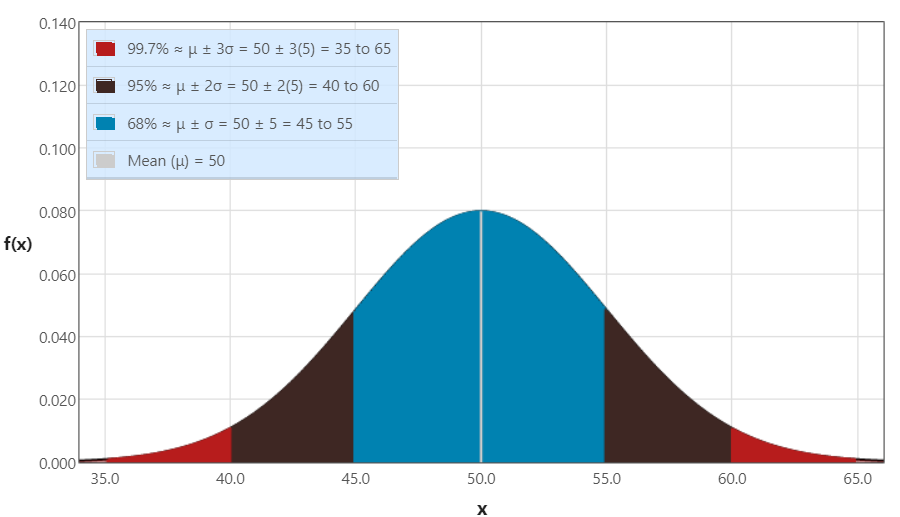 0.140
99.7% ≈ μ ± 3σ = 50 ± 3(5) = 35 to 65
0.120
95% ≈ μ ± 2σ = 50 ± 2(5) = 40 to 60
68% ≈ μ ± σ = 50 ± 5 = 45 to 55
0.100
Mean (μ) = 50
0.080
f(x)
0.060
0.040
0.020
0.000
35.0 40.0 45.0 50.0 55.0 60.0 65.0
x